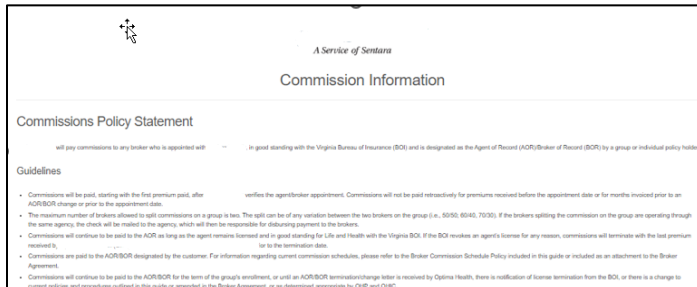 A Service of Sentara
Commission Information
Commissions Policy Statement
will pay commissions to any broker who is appointed with , in good standing with the Virginia Bureau of Insurance (BOI) and is designated as the Agent of Record (AOR)/Broker of Record (BOR) by a group or individual policy holde
Guidelines
• Commissions will be paid, starting with the first premium paid, after verifies the agent/broker appointment. Commissions will not be paid retroactively for premiums received before the appointment date or for months invoiced prior to an
AOR/BOR change or prior to the appointment date.
• The maximum number of brokers allowed to split commissions on a group is two. The split can be of any variation between the two brokers on the group (i.e., 50/50, 60/40, 70/30). If the brokers splitting the commission on the group are operating through
the same agency, the check will be mailed to the agency, which will then be responsible for disbursing payment to the brokers.
• Commissions will continue to be paid to the AOR as long as the agent remains licensed and in good standing for Life and Health with the Virginia BOI. If the BOI revokes an agent's license for any reason, commissions will terminate with the last premium
received ior to the termination date.
• Commissions are paid to the AOR/BOR designated by the customer. For information regarding current commission schedules, please refer to the Broker Commission Schedule Policy included in this guide or included as an attachment to the Broker
Agreement.
• Commissions will continue to be paid to the AOR/BOR for the term of the group's enrollment, or until an AOR/BOR termination/change letter is received by Optima Health, there is notification of license termination from the BOI, or there is a change to
current policies and procedures outlined in this guide or amended in the Broker Agreement, or as determined appropriate by OHP and OHIC.